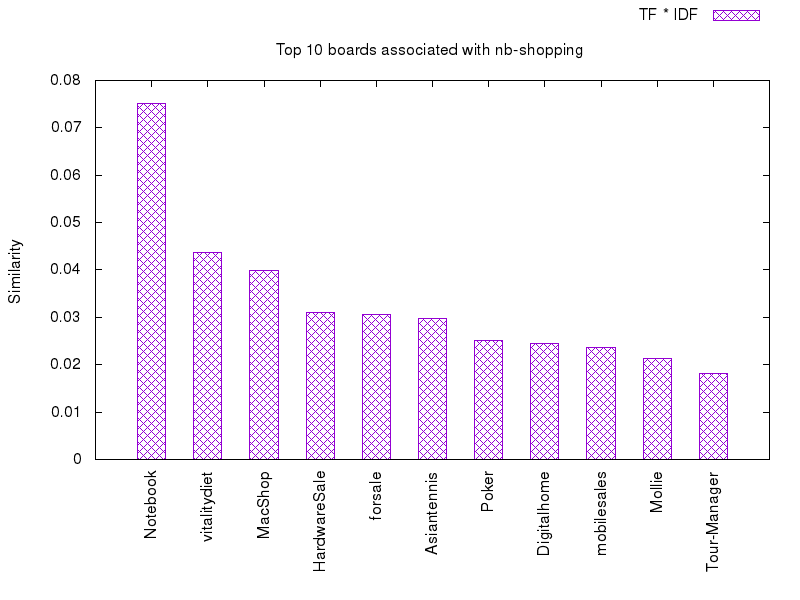 TF * IDF
Top 10 boards associated with nb-shopping
Similarity
0.08
0.07
0.06
0.05
0.04
0.03
0.02
0.01
0
Notebook
vitalitydiet
MacShop
HardwareSale
forsale
Asiantennis
Poker
Digitalhome
mobilesales
Mollie
Tour-Manager